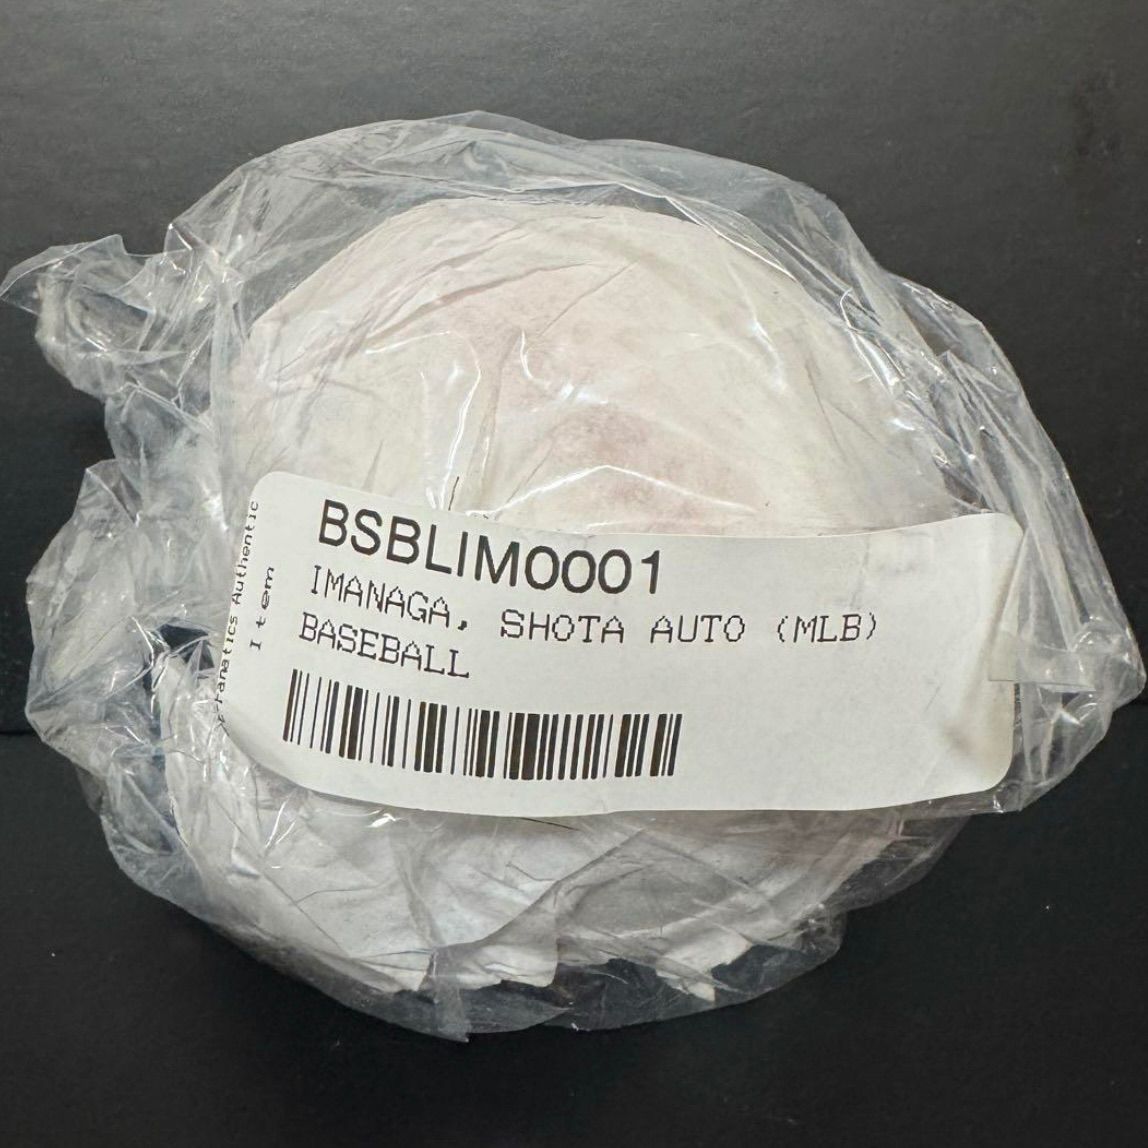 BSBLIM0001
IMANAGA, SHOTA AUTO (MLB)
BASEBALL
Fanatics Authentic
Item